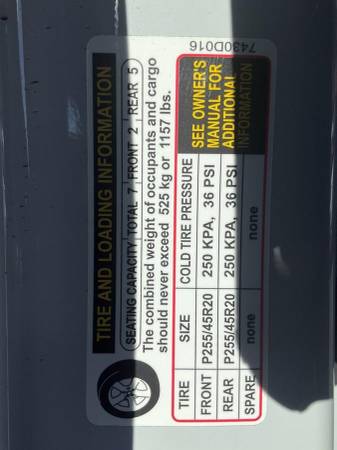 TIRE AND LOADING INFORMATION
SEATING CAPACITY TOTAL 7 FRONT 2 REAR 5
The combined weight of occupants and cargo
should never exceed 525 kg or 1157 lbs.
TIRE SIZE COLD TIRE PRESSURE
FRONT P255/45R20 250 KPA, 36 PSI
REAR P255/45R20 250 KPA, 36 PSI
SPARE none none
SEE OWNER'S
MANUAL FOR
ADDITIONAL
INFORMATION
7430D016